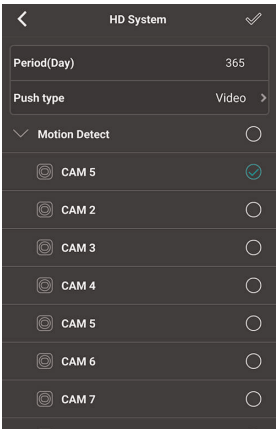 HD System
Period(Day) 365
Push type Video
Motion Detect
CAM 5
CAM 2
CAM 3
CAM 4
CAM 5
CAM 6
CAM 7